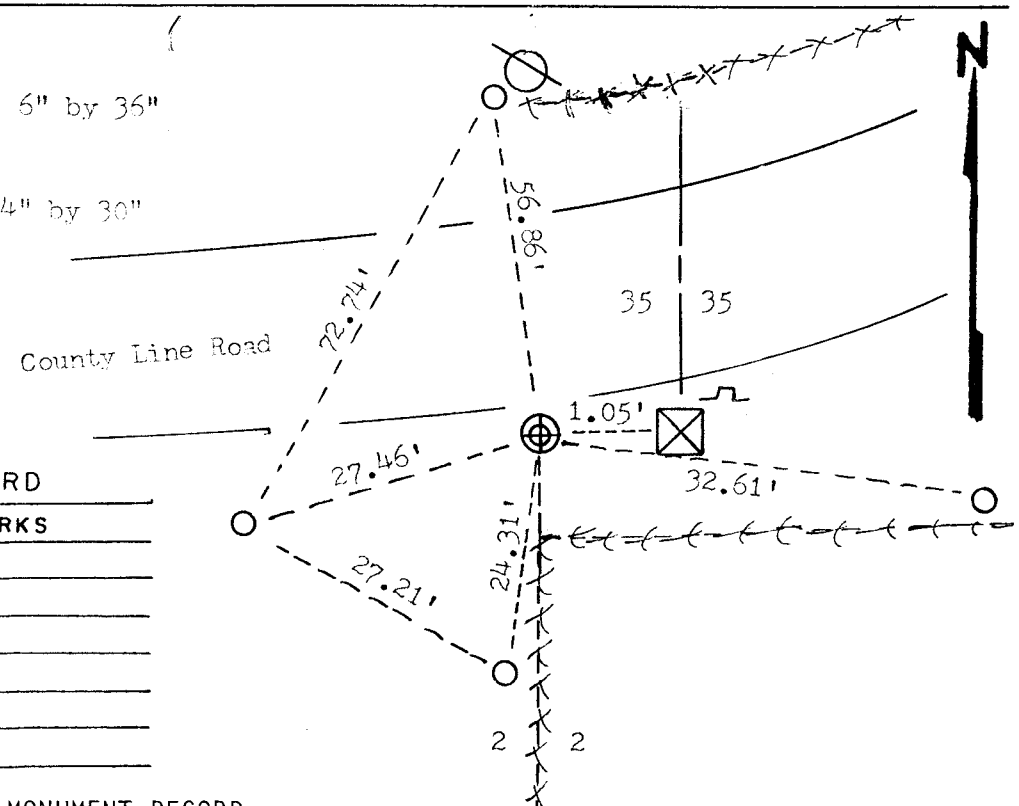 N
6" by 36"
4" by 30"
56.86'
72.74'
35 35
County Line Road
1.05'
27.46'
32.61'
RD
RKS
24.31'
27.21'
2 2
MONUMENT RECORD